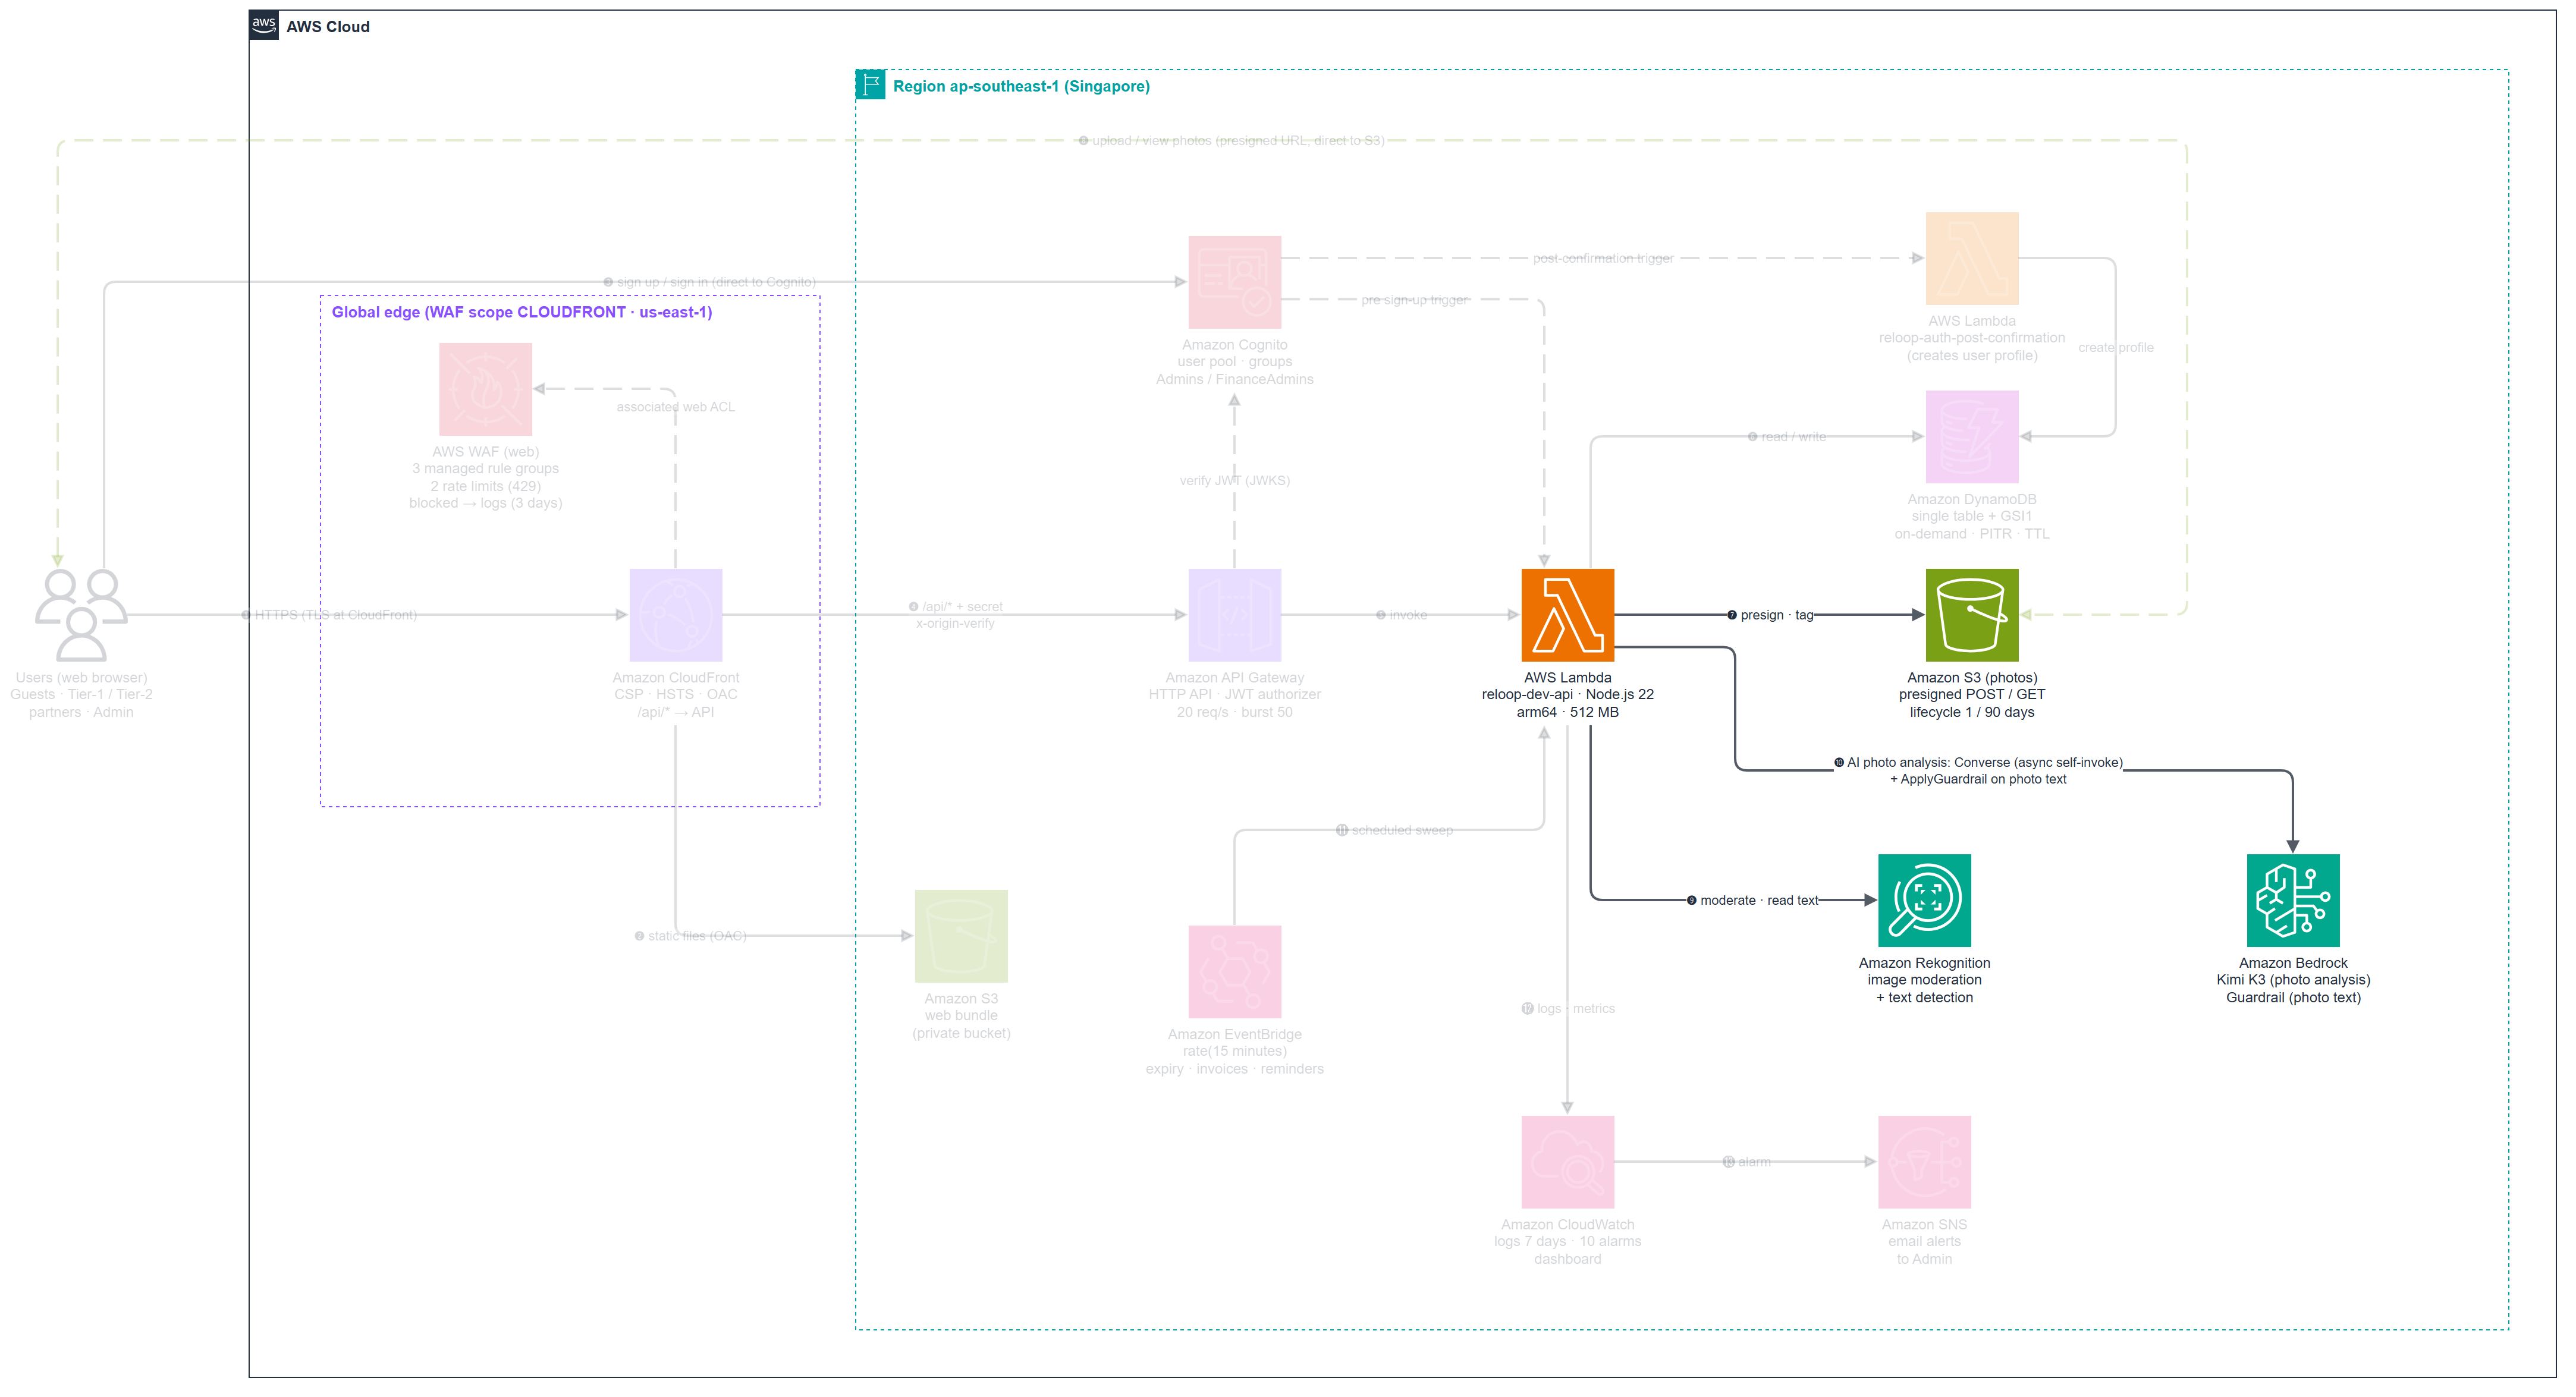 aws
AWS Cloud
Region ap-southeast-1 (Singapore)
❽ upload / view photos (presigned URL, direct to S3)
❸ sign up / sign in (direct to Cognito)
Global edge (WAF scope CLOUDFRONT · us-east-1)
associated web ACL
AWS WAF (web)
3 managed rule groups
2 rate limits (429)
blocked → logs (3 days)
Amazon Cognito
user pool · groups
Admins / FinanceAdmins
post-confirmation trigger
pre sign-up trigger
AWS Lambda
reloop-auth-post-confirmation
(creates user profile)
create profile
❻ read / write
verify JWT (JWKS)
Amazon DynamoDB
single table + GSI1
on-demand · PITR · TTL
❶ HTTPS (TLS at CloudFront)
Users (web browser)
Guests · Tier-1 / Tier-2
partners · Admin
Amazon CloudFront
CSP · HSTS · OAC
/api/* → API
❹ /api/* + secret
x-origin-verify
Amazon API Gateway
HTTP API · JWT authorizer
20 req/s · burst 50
❺ invoke
AWS Lambda
reloop-dev-api · Node.js 22
arm64 · 512 MB
❼ presign · tag
Amazon S3 (photos)
presigned POST / GET
lifecycle 1 / 90 days
❿ AI photo analysis: Converse (async self-invoke)
+ ApplyGuardrail on photo text
⓫ scheduled sweep
❾ moderate · read text
❷ static files (OAC)
Amazon S3
web bundle
(private bucket)
Amazon EventBridge
rate(15 minutes)
expiry · invoices · reminders
⓬ logs · metrics
Amazon Rekognition
image moderation
+ text detection
Amazon Bedrock
Kimi K3 (photo analysis)
Guardrail (photo text)
⓭ alarm
Amazon CloudWatch
logs 7 days · 10 alarms
dashboard
Amazon SNS
email alerts
to Admin